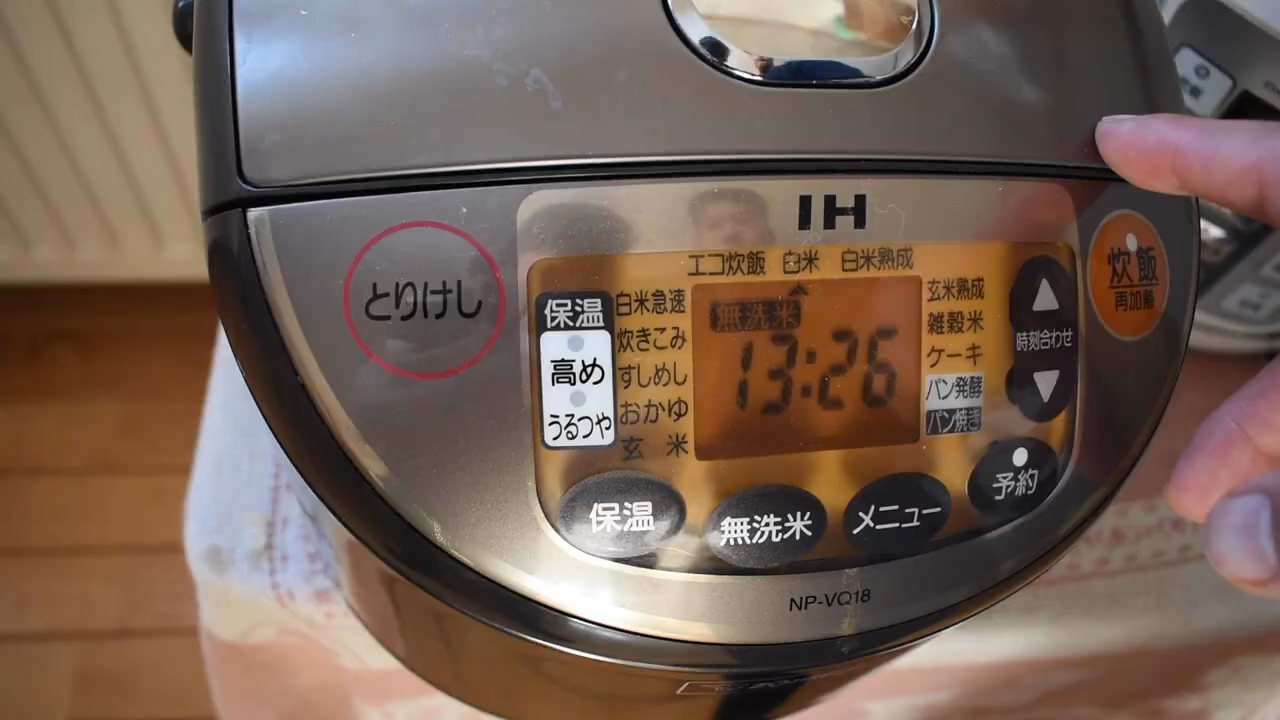 IH
エコ炊飯 白米 白米熟成
とりけし
保温
高め
うるつや
白米急速
炊きこみ
すしめし
おかゆ
玄米
無洗米
13:26
玄米熟成
雑穀米
ケーキ
パン発酵
パン焼き
時刻合わせ
炊飯
再加熱
予約
保温
無洗米
メニュー
NP-VQ18